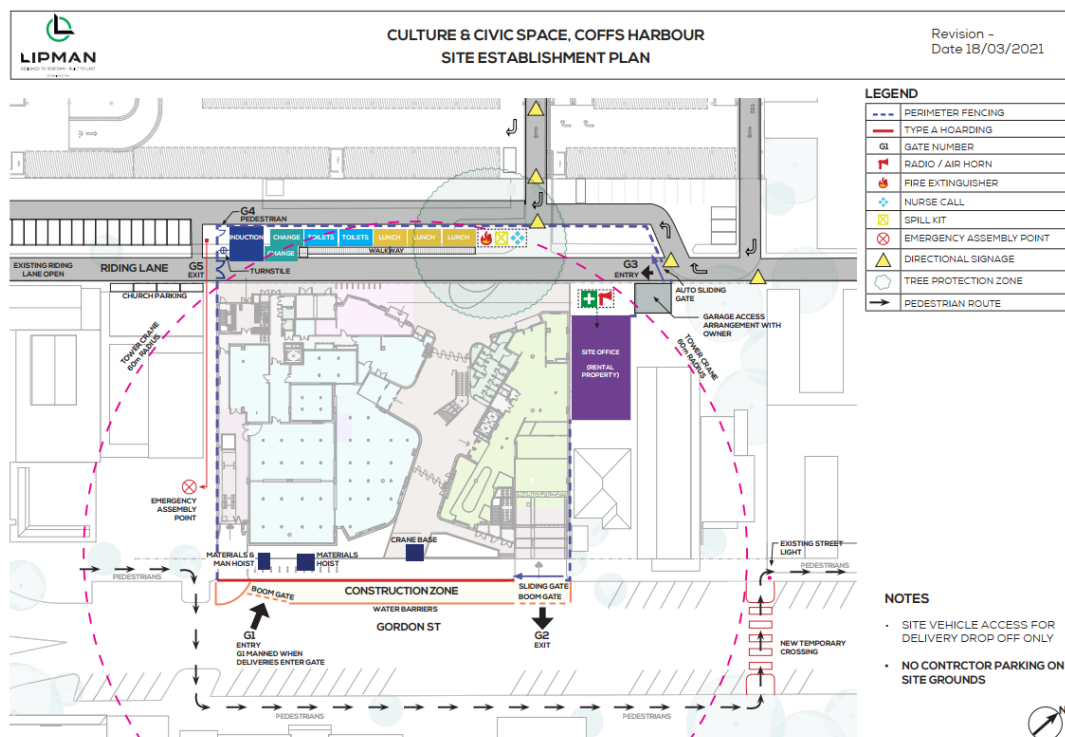 LIPMAN
CULTURE & CIVIC SPACE, COFFS HARBOUR
SITE ESTABLISHMENT PLAN
Revision -
Date 18/03/2021
LEGEND
PERIMETER FENCING
TYPE A HOARDING
G1 GATE NUMBER
RADIO / AIR HORN
FIRE EXTINGUISHER
NURSE CALL
SPILL KIT
EMERGENCY ASSEMBLY POINT
DIRECTIONAL SIGNAGE
TREE PROTECTION ZONE
PEDESTRIAN ROUTE
G4
PEDESTRIAN
INDUCTION
CHANGE
TOILETS
TOILETS
LUNCH
LUNCH
LUNCH
CHANGE
WALKWAY
EXISTING RIDING
LANE OPEN
RIDING LANE
G5
EXIT
TURNSTILE
G3
ENTRY
AUTO SLIDING
GATE
CHURCH PARKING
GARAGE ACCESS
ARRANGEMENT WITH
OWNER
TOWER CRANE
60m RADIUS
TOWER CRANE
60m RADIUS
SITE OFFICE
(RENTAL
PROPERTY)
EMERGENCY
ASSEMBLY
POINT
CRANE BASE
MATERIALS &
MAN HOIST
MATERIALS
HOIST
EXISTING STREET
LIGHT
PEDESTRIANS
PEDESTRIANS
BOOM GATE
CONSTRUCTION ZONE
SLIDING GATE
BOOM GATE
WATER BARRIERS
GORDON ST
G1
ENTRY
G1 MANNED WHEN
DELIVERIES ENTER GATE
G2
EXIT
NEW TEMPORARY
CROSSING
PEDESTRIANS
PEDESTRIANS
NOTES
• SITE VEHICLE ACCESS FOR
DELIVERY DROP OFF ONLY
• NO CONTRCTOR PARKING ON
SITE GROUNDS
N